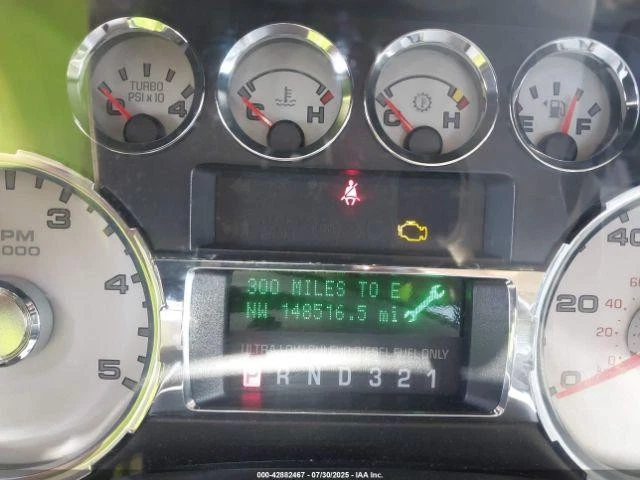 TURBO
PSI x 10
0 4
C H
C H
E F
3
4
5
PM
000
40
20
0
60
40
20
0
300 MILES TO E
NW 148516.5 mi
ULTRA LOW SULFUR DIESEL FUEL ONLY
P R N D 3 2 1
000-42882467 - 07/30/2025 - IAA Inc.